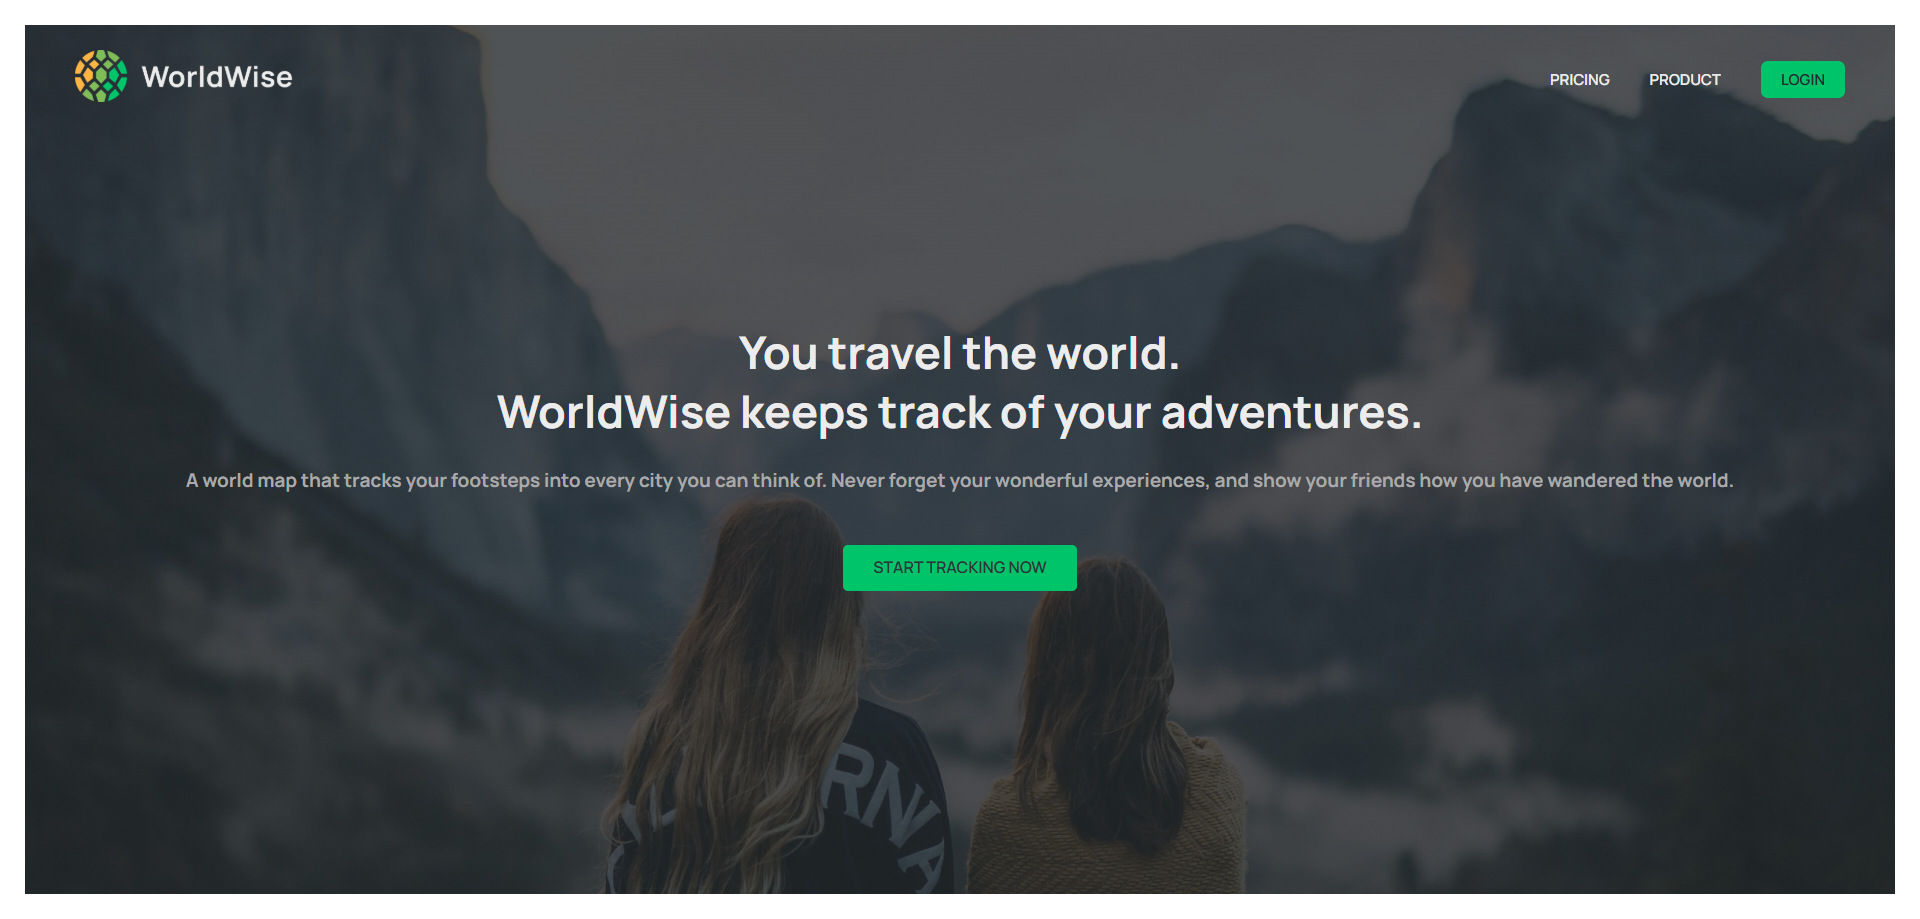 WorldWise
PRICING
PRODUCT
LOGIN
You travel the world.
WorldWise keeps track of your adventures.
A world map that tracks your footsteps into every city you can think of. Never forget your wonderful experiences, and show your friends how you have wandered the world.
START TRACKING NOW
RNIA